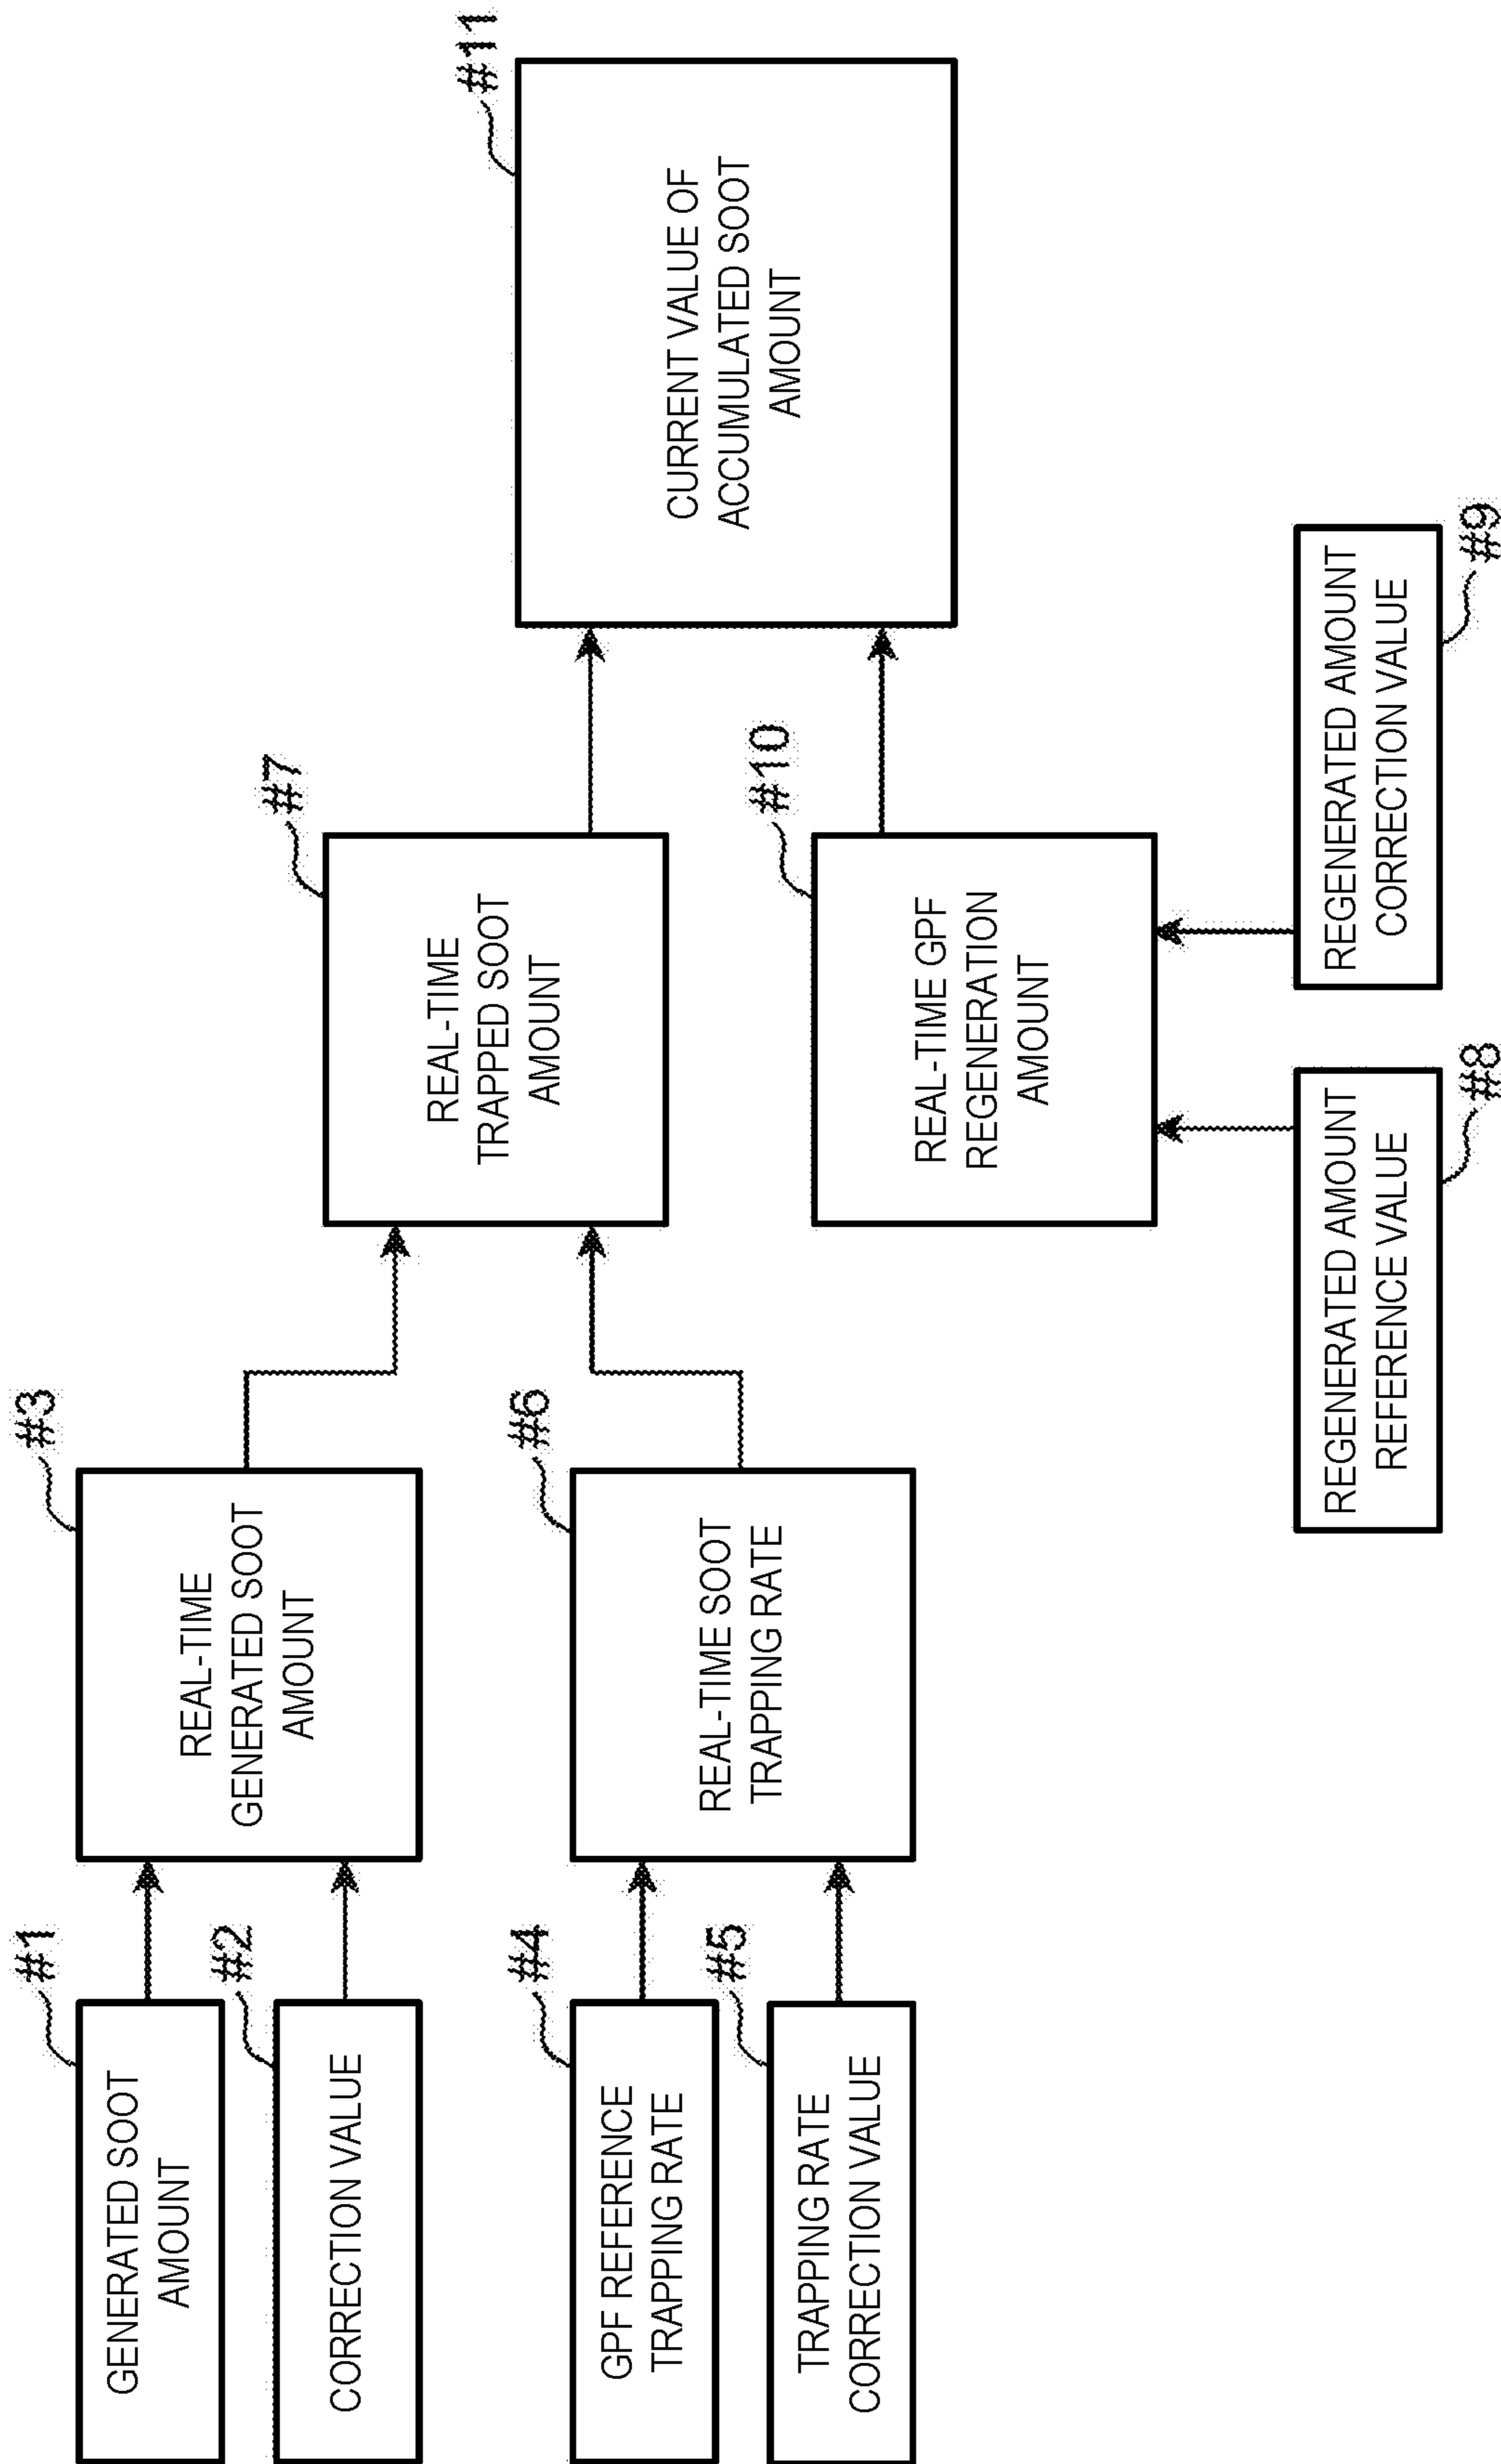 #1
GENERATED SOOT
AMOUNT
#2
CORRECTION VALUE
#3
REAL-TIME
GENERATED SOOT
AMOUNT
#4
GPF REFERENCE
TRAPPING RATE
#5
TRAPPING RATE
CORRECTION VALUE
#6
REAL-TIME SOOT
TRAPPING RATE
#7
REAL-TIME
TRAPPED SOOT
AMOUNT
#8
REGENERATED AMOUNT
REFERENCE VALUE
#9
REGENERATED AMOUNT
CORRECTION VALUE
#10
REAL-TIME GPF
REGENERATION
AMOUNT
#11
CURRENT VALUE OF
ACCUMULATED SOOT
AMOUNT